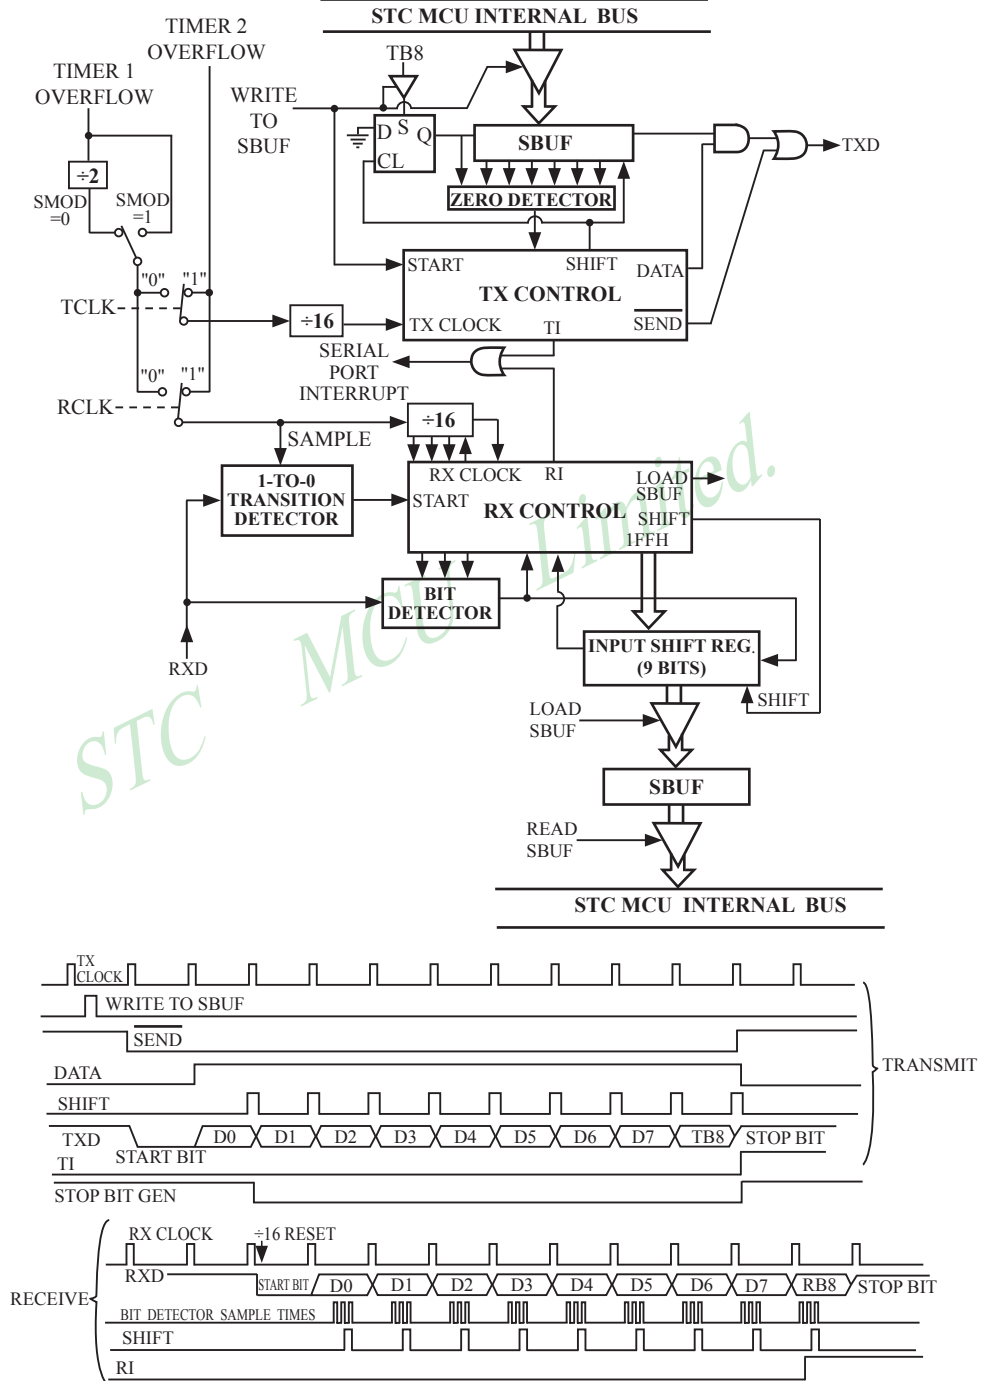 STC MCU INTERNAL BUS
TIMER 2
OVERFLOW
TIMER 1
OVERFLOW
TB8
WRITE
TO
SBUF
D S Q
CL
SBUF
TXD
÷2
SMOD
=0
SMOD
=1
ZERO DETECTOR
START
SHIFT
DATA
TX CONTROL
"0" "1"
TCLK
÷16
TX CLOCK
TI
SEND
SERIAL
PORT
INTERRUPT
"0" "1"
RCLK
÷16
SAMPLE
1-TO-0
TRANSITION
DETECTOR
RX CLOCK
RI
LOAD
SBUF
START
RX CONTROL
SHIFT
1FFH
BIT
DETECTOR
RXD
INPUT SHIFT REG.
(9 BITS)
SHIFT
LOAD
SBUF
SBUF
READ
SBUF
STC MCU INTERNAL BUS
STC MCU Limited.
TX
CLOCK
WRITE TO SBUF
SEND
DATA
TRANSMIT
SHIFT
TXD
START BIT
D0 D1 D2 D3 D4 D5 D6 D7 TB8 STOP BIT
TI
STOP BIT GEN
RX CLOCK
÷16 RESET
RXD
START BIT D0 D1 D2 D3 D4 D5 D6 D7 RB8 STOP BIT
RECEIVE
BIT DETECTOR SAMPLE TIMES
SHIFT
RI